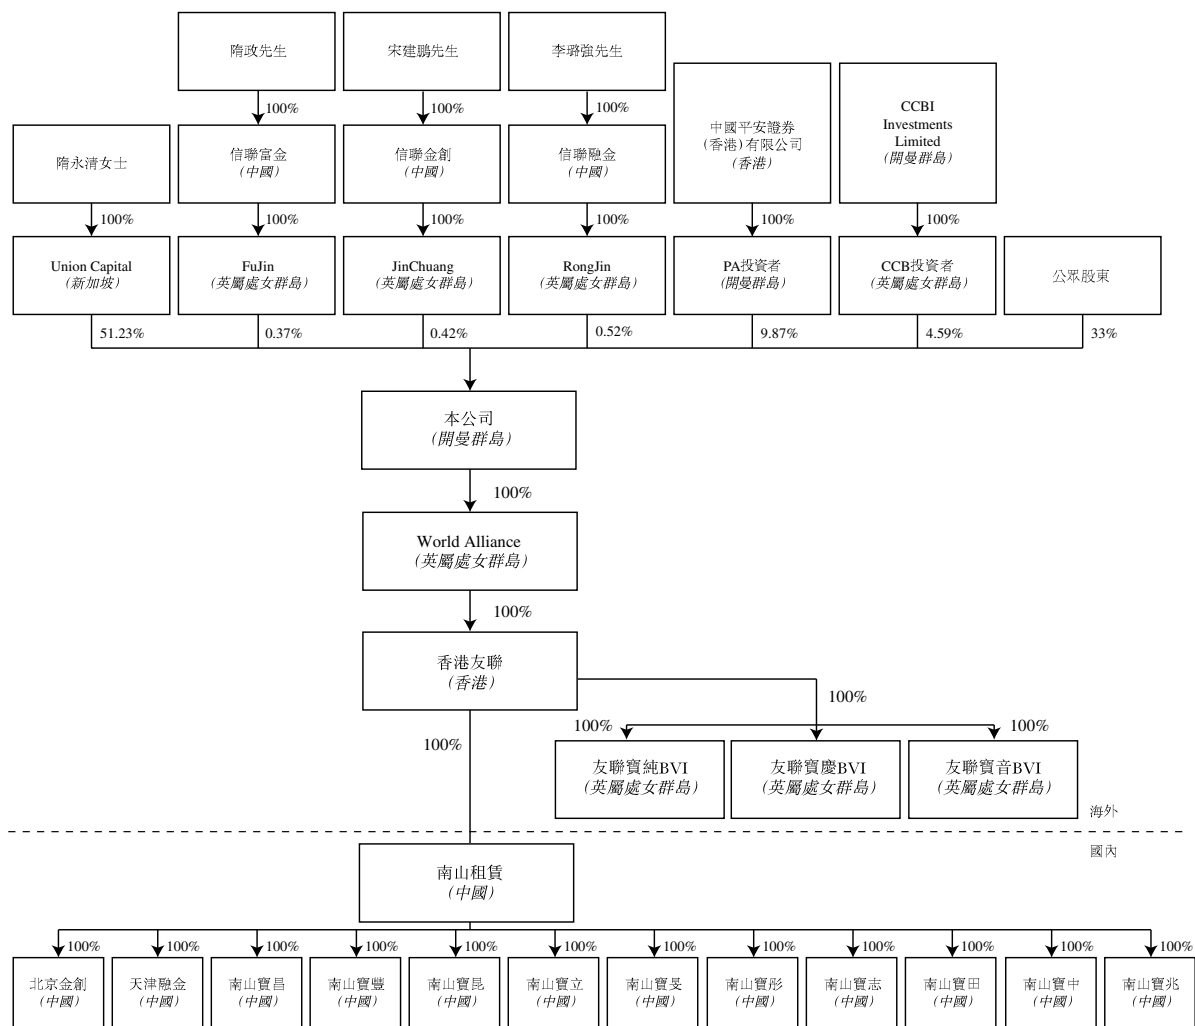 隋政先生
宋建鵬先生
李璐強先生
100%
100%
100%
隋永清女士
信聯富金
(中國)
信聯金創
(中國)
信聯融金
(中國)
中國平安證券
(香港)有限公司
(香港)
CCBI
Investments
Limited
(開曼群島)
100%
100%
100%
100%
100%
100%
Union Capital
(新加坡)
FuJin
(英屬處女群島)
JinChuang
(英屬處女群島)
RongJin
(英屬處女群島)
PA投資者
(開曼群島)
CCB投資者
(英屬處女群島)
公眾股東
51.23%
0.37%
0.42%
0.52%
9.87%
4.59%
33%
本公司
(開曼群島)
100%
World Alliance
(英屬處女群島)
100%
香港友聯
(香港)
100%
100%
100%
100%
友聯寶純BVI
(英屬處女群島)
友聯寶慶BVI
(英屬處女群島)
友聯寶音BVI
(英屬處女群島)
海外
國內
南山租賃
(中國)
100%
100%
100%
100%
100%
100%
100%
100%
100%
100%
100%
100%
北京金創
(中國)
天津融金
(中國)
南山寶昌
(中國)
南山寶豐
(中國)
南山寶昆
(中國)
南山寶立
(中國)
南山寶旻
(中國)
南山寶彤
(中國)
南山寶志
(中國)
南山寶田
(中國)
南山寶中
(中國)
南山寶兆
(中國)